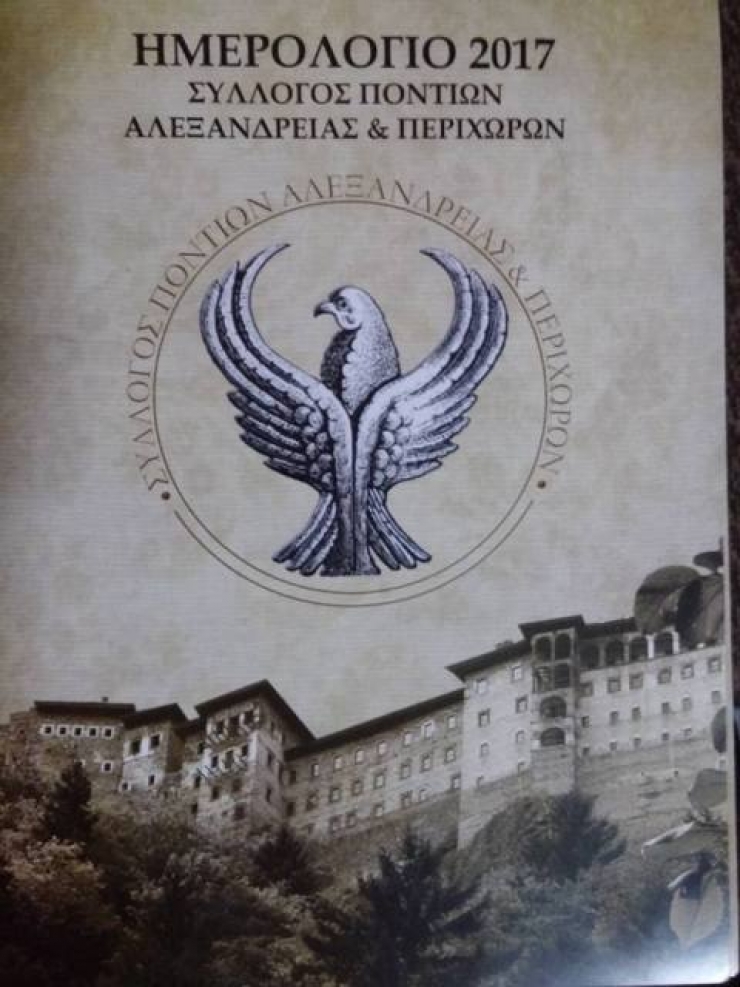 ΗΜΕΡΟΛΟΓΙΟ 2017
ΣΥΛΛΟΓΟΣ ΠΟΝΤΙΩΝ
ΑΛΕΞΑΝΔΡΕΙΑΣ & ΠΕΡΙΧΩΡΩΝ
• ΣΥΛΛΟΓΟΣ ΠΟΝΤΙΩΝ ΑΛΕΞΑΝΔΡΕΙΑΣ & ΠΕΡΙΧΩΡΩΝ •